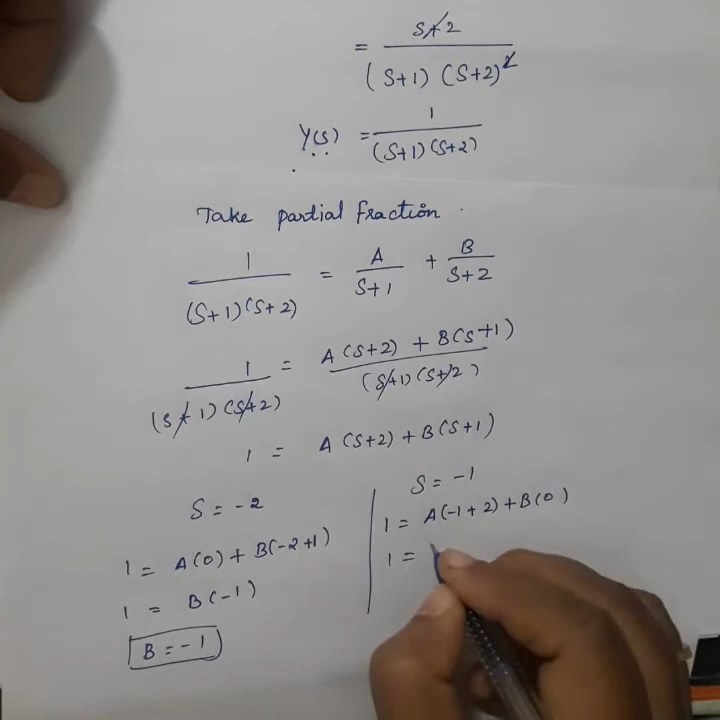 = S+2 / (S+1) (S+2)²
Y(s) = 1 / (S+1) (S+2)
Take partial fraction.
1 / (S+1) (S+2) = A / S+1 + B / S+2
1 / (S+1) (S+2) = A (S+2) + B (S+1) / (S+1) (S+2)
1 = A (S+2) + B (S+1)
S = -2
1 = A(0) + B(-2+1)
1 = B(-1)
B = -1
S = -1
1 = A(-1+2) + B(0)
1 =